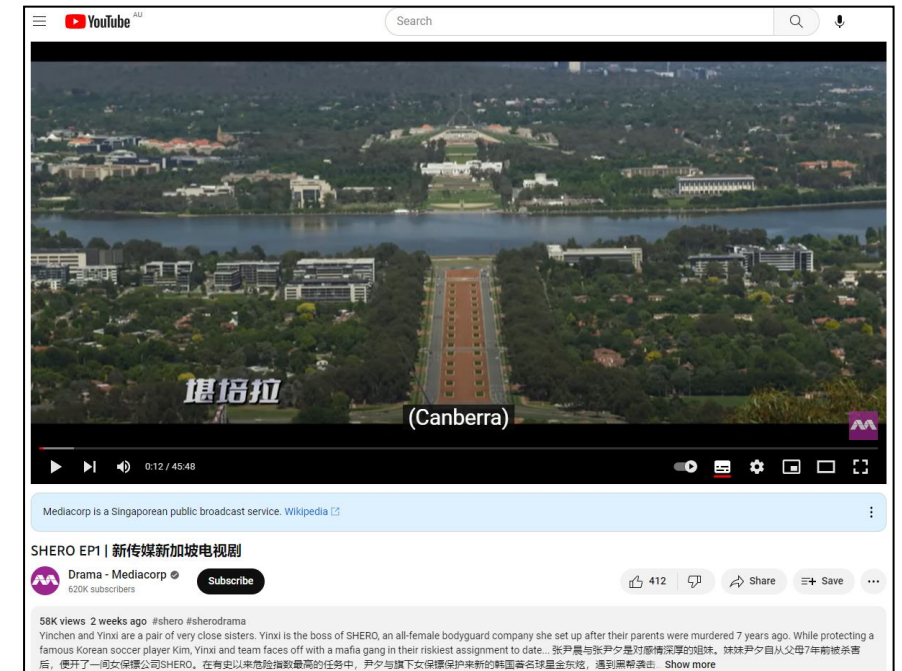 YouTube AU
Search
堪培拉
(Canberra)
0:12 / 45:48
Mediacorp is a Singaporean public broadcast service. Wikipedia
SHERO EP1 | 新传媒新加坡电视剧
Drama - Mediacorp
620K subscribers
Subscribe
412
Share
Save
58K views 2 weeks ago #shero #sherodrama
Yinchen and Yinxi are a pair of very close sisters. Yinxi is the boss of SHERO, an all-female bodyguard company she set up after their parents were murdered 7 years ago. While protecting a
famous Korean soccer player Kim, Yinxi and team faces off with a mafia gang in their riskiest assignment to date... 张尹晨与张尹夕是对感情深厚的姐妹。妹妹尹夕自从父母7年前被杀害
后，便开了一间女保镖公司SHERO。在有史以来危险指数最高的任务中，尹夕与旗下女保镖保护来新的韩国著名球星金东炫，遇到黑帮袭击... Show more